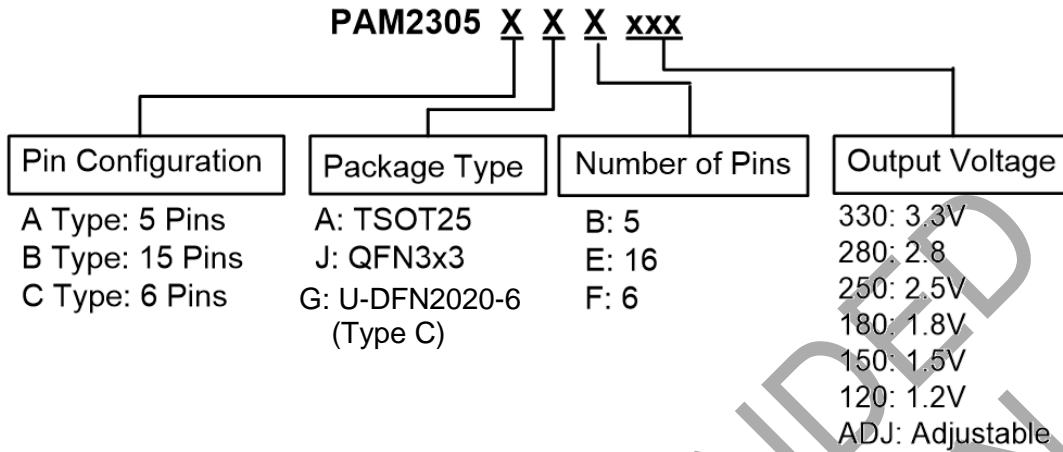 PAM2305 X X X xxx
Pin Configuration
A Type: 5 Pins
B Type: 15 Pins
C Type: 6 Pins
Package Type
A: TSOT25
J: QFN3x3
G: U-DFN2020-6
(Type C)
Number of Pins
B: 5
E: 16
F: 6
Output Voltage
330: 3.3V
280: 2.8
250: 2.5V
180: 1.8V
150: 1.5V
120: 1.2V
ADJ: Adjustable